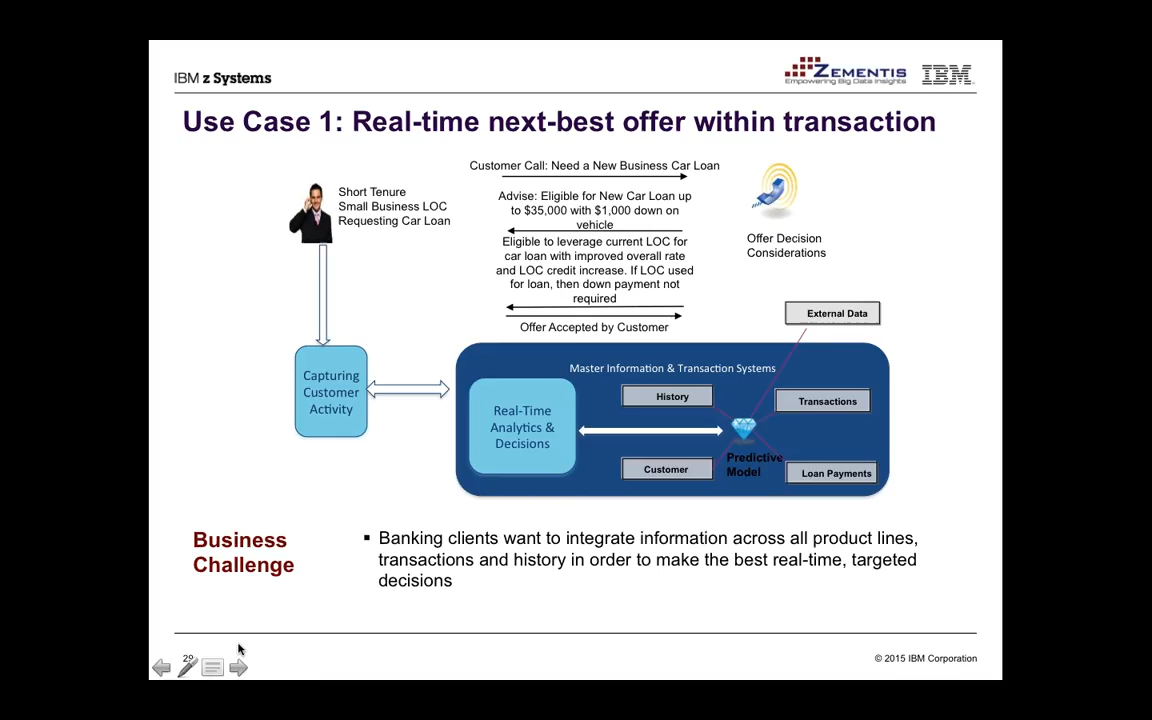 IBM z Systems
ZEMENTIS
Empowering Big Data Insights
IBM
Use Case 1: Real-time next-best offer within transaction
Customer Call: Need a New Business Car Loan
Short Tenure
Small Business LOC
Requesting Car Loan
Advise: Eligible for New Car Loan up
to $35,000 with $1,000 down on
vehicle
Eligible to leverage current LOC for
car loan with improved overall rate
and LOC credit increase. If LOC used
for loan, then down payment not
required
Offer Accepted by Customer
Offer Decision
Considerations
External Data
Capturing
Customer
Activity
Master Information & Transaction Systems
Real-Time
Analytics &
Decisions
History
Transactions
Customer
Predictive
Model
Loan Payments
Business
Challenge
▪ Banking clients want to integrate information across all product lines,
transactions and history in order to make the best real-time, targeted
decisions
29
© 2015 IBM Corporation